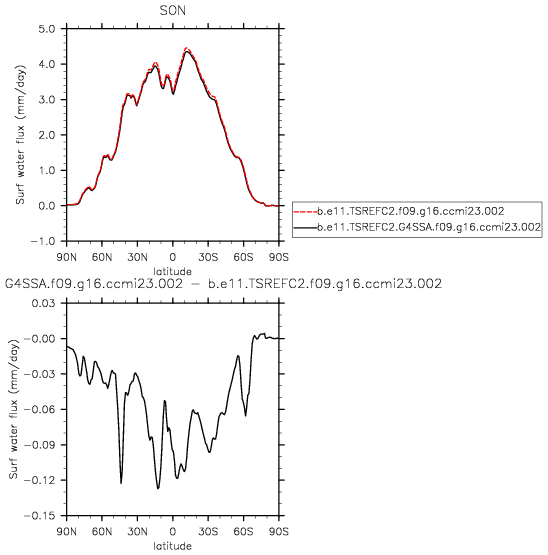 SON
5.0
4.0
3.0
2.0
1.0
0.0
-1.0
Surf water flux (mm/day)
90N 60N 30N 0 30S 60S 90S
latitude
b.e11.TSREFC2.f09.g16.ccmi23.002
b.e11.TSREFC2.G4SSA.f09.g16.ccmi23.002
G4SSA.f09.g16.ccmi23.002 - b.e11.TSREFC2.f09.g16.ccmi23.002
0.03
-0.00
-0.03
-0.06
-0.09
-0.12
-0.15
Surf water flux (mm/day)
90N 60N 30N 0 30S 60S 90S
latitude